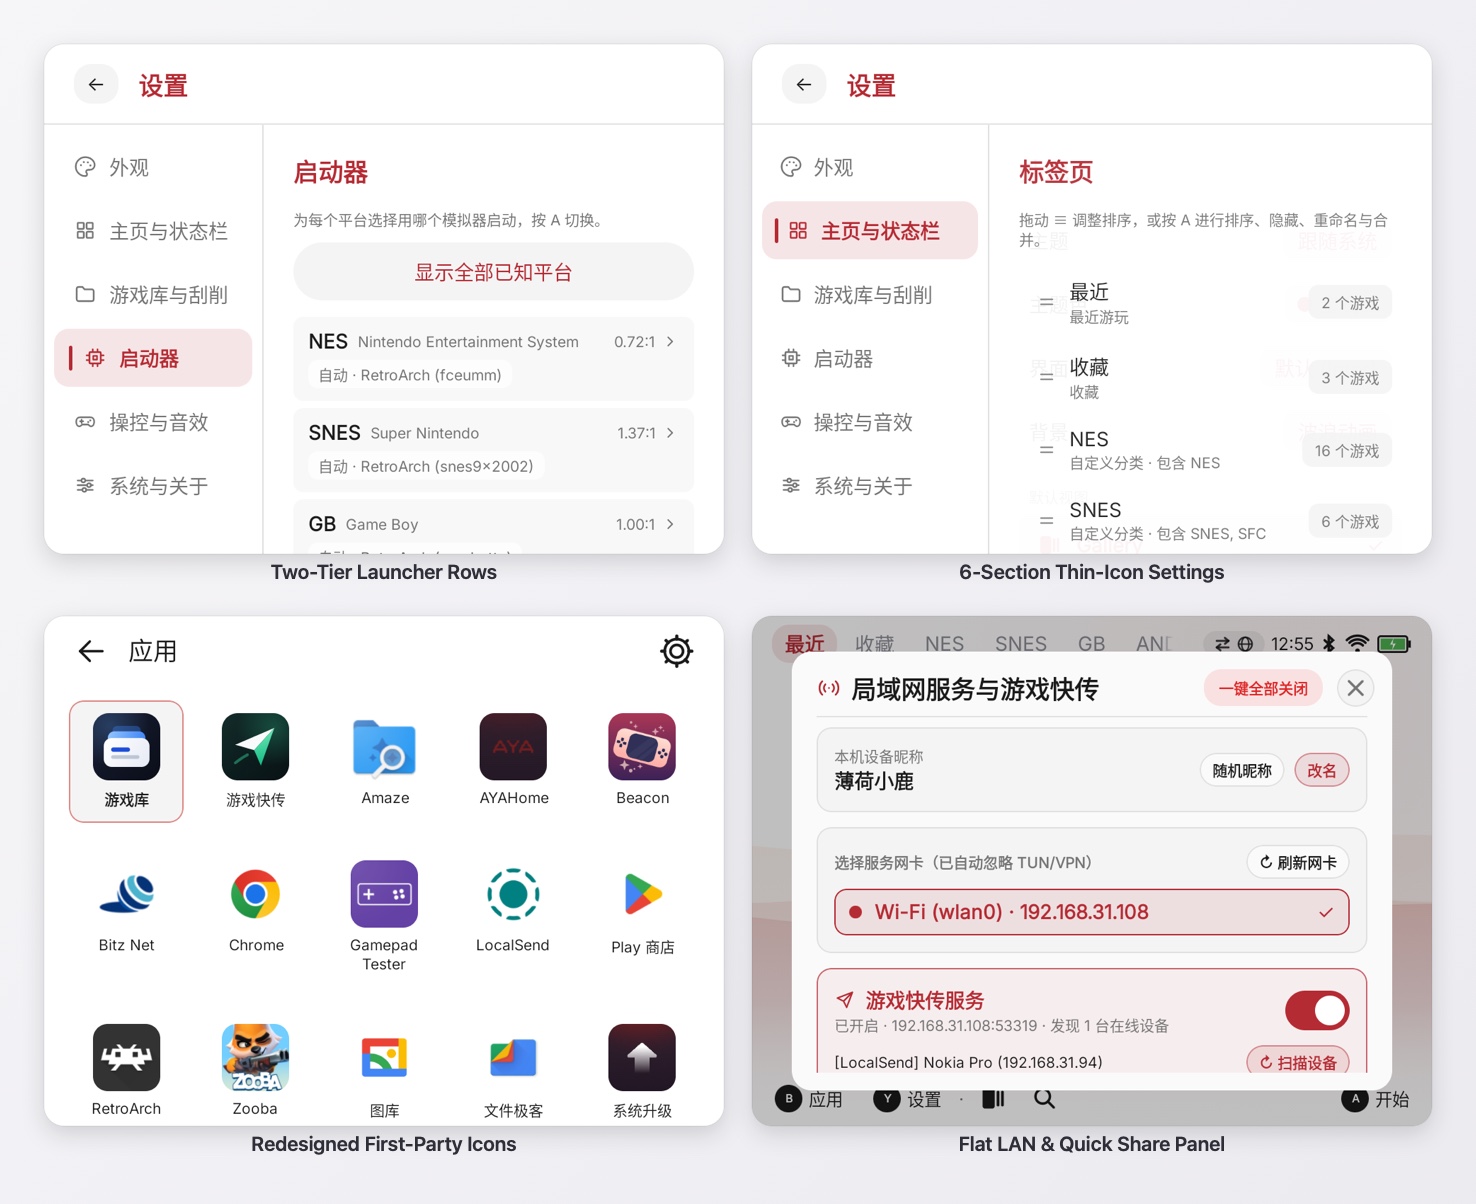 设置
外观
主页与状态栏
游戏库与刮削
启动器
操控与音效
系统与关于
启动器
为每个平台选择用哪个模拟器启动，按 A 切换。
显示全部已知平台
NES Nintendo Entertainment System 0.72:1
自动 · RetroArch (fceumm)
SNES Super Nintendo 1.37:1
自动 · RetroArch (snes9×2002)
GB Game Boy 1.00:1
Two-Tier Launcher Rows
设置
外观
主页与状态栏
游戏库与刮削
启动器
操控与音效
系统与关于
标签页
拖动 ☰ 调整排序，或按 A 进行排序、隐藏、重命名与合
并。
主题 跟随系统
最近 2 个游戏
最近游玩
收藏 3 个游戏
收藏
NES 16 个游戏
自定义分类 · 包含 NES
SNES 6 个游戏
自定义分类 · 包含 SNES, SFC
Gallery
6-Section Thin-Icon Settings
应用
游戏库 游戏快传 Amaze AYAHome Beacon
AYA
Bitz Net Chrome Gamepad Tester LocalSend Play 商店
ZOOBA
RetroArch Zooba 图库 文件极客 系统升级
Redesigned First-Party Icons
最近 收藏 NES SNES GB 12:55
局域网服务与游戏快传 一键全部关闭
本机设备昵称
薄荷小鹿 随机昵称 改名
选择服务网卡（已自动忽略 TUN/VPN） 刷新网卡
Wi-Fi (wlan0) · 192.168.31.108
游戏快传服务
已开启 · 192.168.31.108:53319 · 发现 1 台在线设备
[LocalSend] Nokia Pro (192.168.31.94) 扫描设备
B 应用 Y 设置 · A 开始
Flat LAN & Quick Share Panel